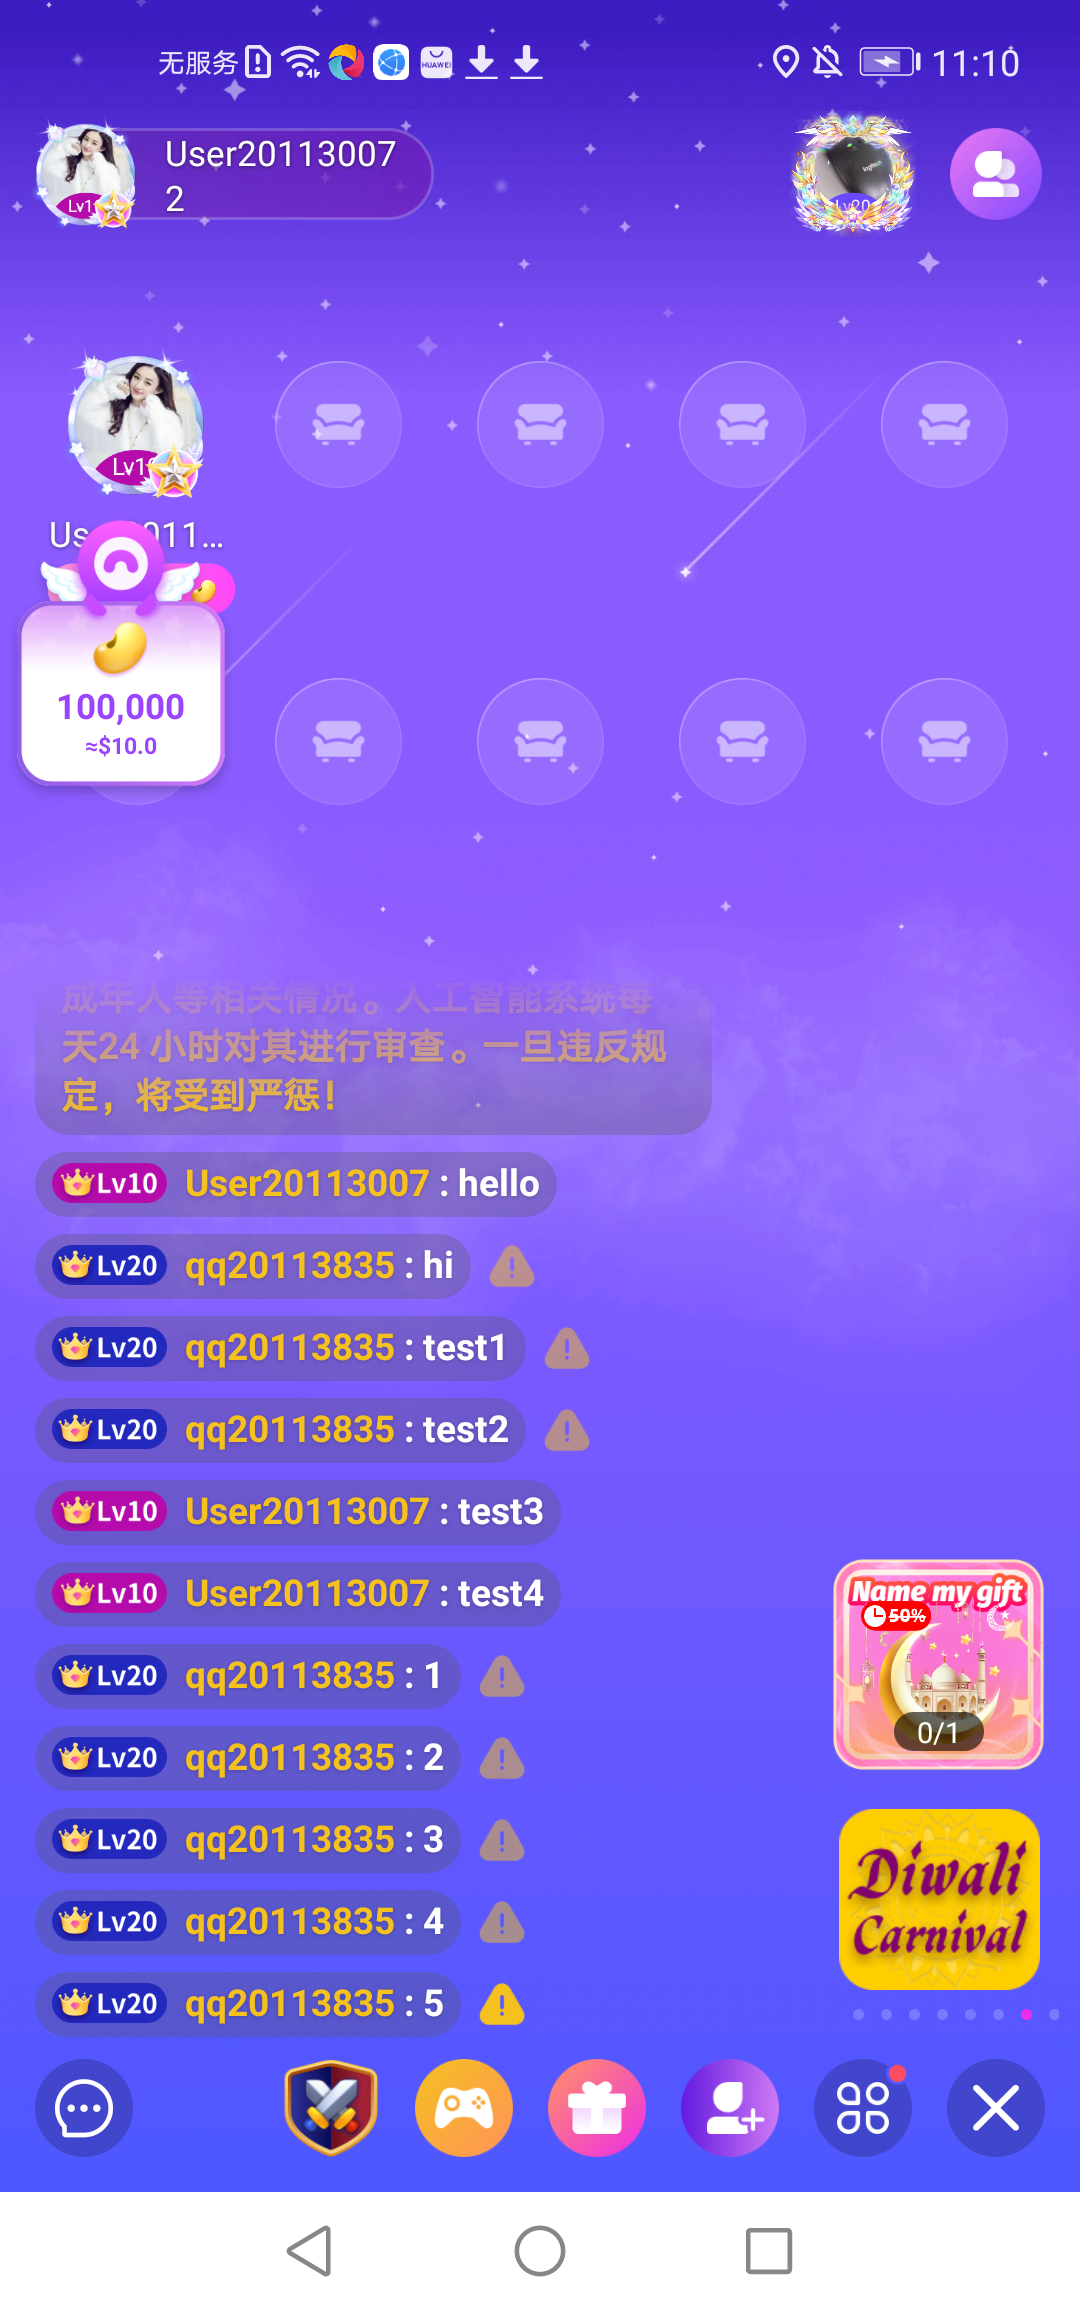 无服务
HUAWEI
11:10
User20113007
2
Lv1
logitech
Lv20
Lv1
Us 011...
100,000
≈$10.0
成年人等相关情况。人工智能系统每
天24 小时对其进行审查。一旦违反规
定，将受到严惩！
Lv10 User20113007 : hello
Lv20 qq20113835 : hi
Lv20 qq20113835 : test1
Lv20 qq20113835 : test2
Lv10 User20113007 : test3
Lv10 User20113007 : test4
Lv20 qq20113835 : 1
Lv20 qq20113835 : 2
Lv20 qq20113835 : 3
Lv20 qq20113835 : 4
Lv20 qq20113835 : 5
Name my gift
50%
0/1
Diwali
Carnival